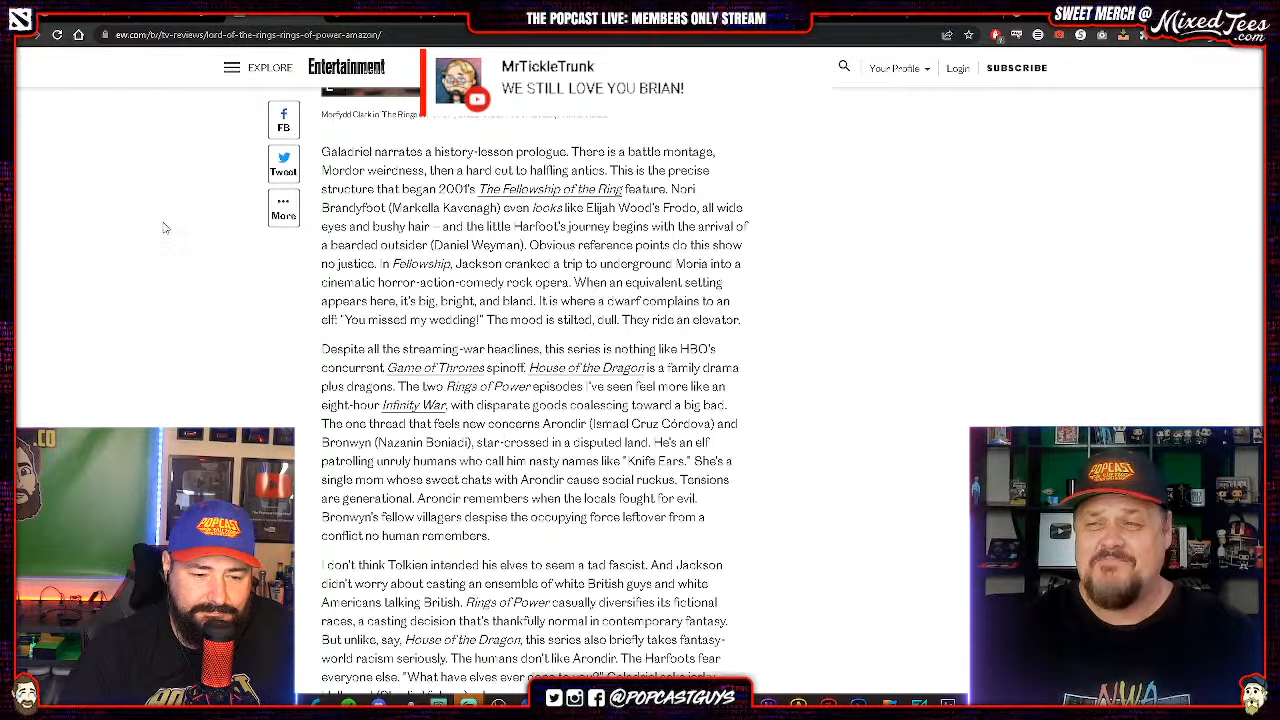 THE POPCAST LIVE: MEMBERS ONLY STREAM
SWEET MERCH @
MixedTees.com
ew.com/tv/tv-reviews/lord-of-the-rings-rings-of-power-amazon/
EXPLORE
Entertainment
Your Profile
Login
SUBSCRIBE
MrTickleTrunk
WE STILL LOVE YOU BRIAN!
Morfydd Clark in 'The Rings
FB
Tweet
More
Galadriel narrates a history-lesson prologue. There is a battle montage,
Mordor weirdness, then a hard cut to halfling antics. This is the precise
structure that began 2001's The Fellowship of the Ring feature. Nori
Brandyfoot (Markella Kavenagh) even looks like Elijah Wood's Frodo, all wide
eyes and bushy hair — and the little Harfoot's journey begins with the arrival of
a bearded outsider (Daniel Weyman). Obvious reference points do the show
no justice. In Fellowship, Jackson cranked a trip to underground Moria into a
cinematic horror-action-comedy rock opera. When an equivalent setting
appears here, it's big, bright, and bland. It is where a dwarf complains to an
elf: "You missed my wedding!" The mood is stilted, dull. They ride an elevator.
Despite all the streaming-war headlines, this series is nothing like HBO's
concurrent Game of Thrones spinoff. House of the Dragon is a family drama
plus dragons. The two Rings of Power episodes I've seen feel more like an
eight-hour Infinity War, with disparate goods coalescing toward a big bad.
The one thread that feels new concerns Arondir (Ismael Cruz Córdova) and
Bronwyn (Nazanin Boniadi), star-crossed in a disputed land. He's an elf
patrolling unruly humans who call him nasty names like "Knife Ears." She's a
single mom whose sweet chats with Arondir cause social ruckus. Tensions
are generational. Arondir remembers when the locals fought for evil.
Bronwyn's fellow villagers despise the occupying force leftover from a
conflict no human remembers.
I don't think Tolkien intended his elves to seem a tad fascist. And Jackson
didn't worry about casting an ensemble of white British guys and white
Americans talking British. Rings of Power casually diversifies its fictional
races, a casting decision that's thankfully normal in contemporary fantasy.
But unlike, say, House of the Dragon, this series also briefly takes fantasy-
world racism seriously. The humans don't like Arondir. The Harfoots fear
everyone else. "What have elves ever
.CO
POPCAST
POPCAST
@POPCASTGUYS